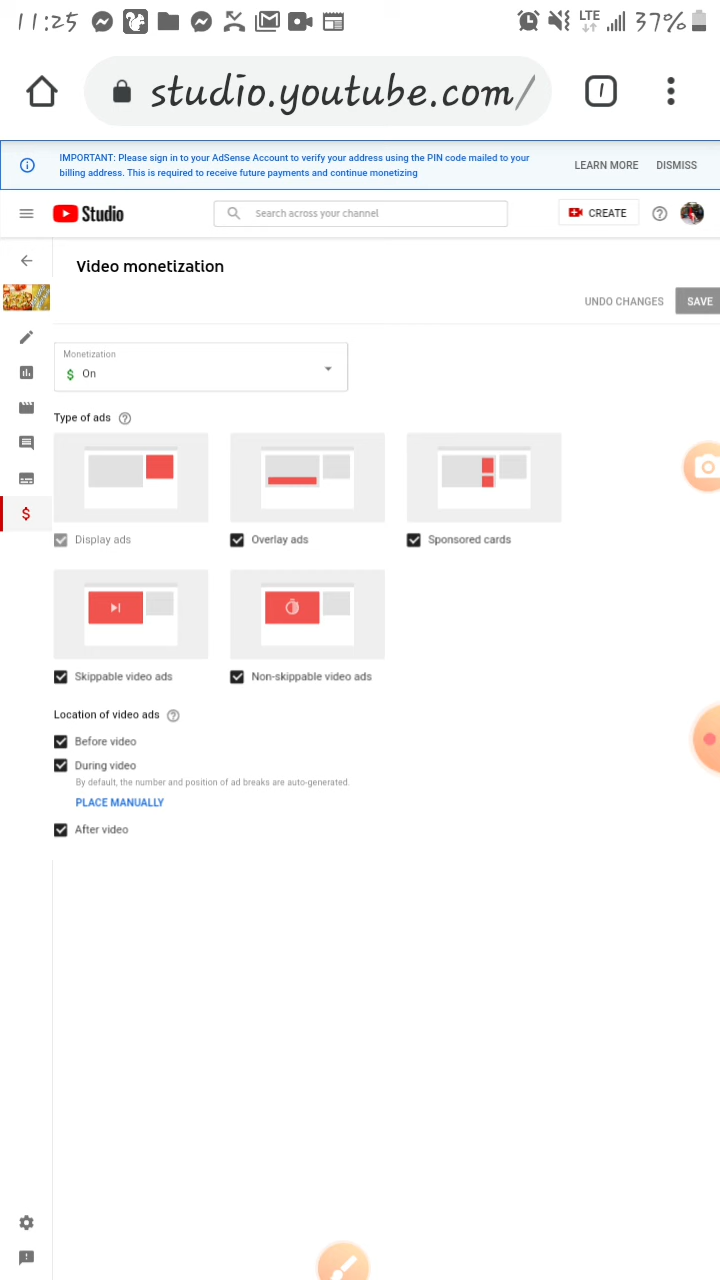 11:25 LTE 37%
studio.youtube.com/ 1
IMPORTANT: Please sign in to your AdSense Account to verify your address using the PIN code mailed to your
billing address. This is required to receive future payments and continue monetizing
LEARN MORE DISMISS
Studio Search across your channel CREATE
Video monetization
UNDO CHANGES SAVE
Monetization
$ On
Type of ads
Display ads Overlay ads Sponsored cards
Skippable video ads Non-skippable video ads
Location of video ads
Before video
During video
By default, the number and position of ad breaks are auto-generated.
PLACE MANUALLY
After video